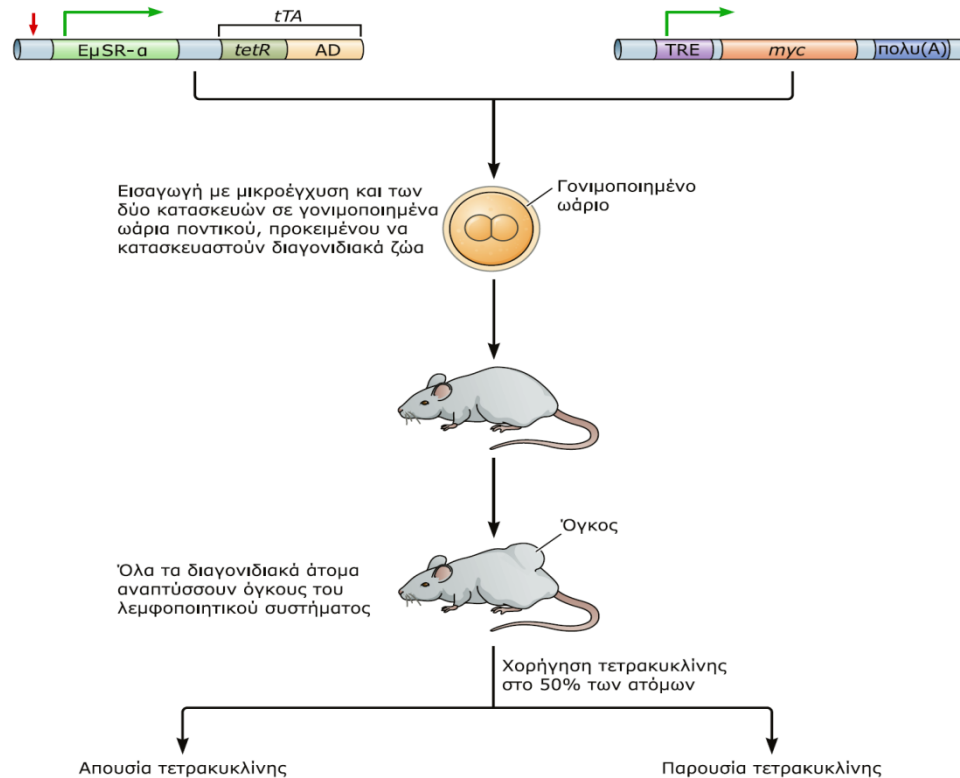 tTA
EμSR-α tetR AD
TRE myc πολυ(A)
Εισαγωγή με μικροέγχυση και των
δύο κατασκευών σε γονιμοποιημένα
ωάρια ποντικού, προκειμένου να
κατασκευαστούν διαγονιδιακά ζώα
Γονιμοποιημένο
ωάριο
Όγκος
Όλα τα διαγονιδιακά άτομα
αναπτύσσουν όγκους του
λεμφοποιητικού συστήματος
Χορήγηση τετρακυκλίνης
στο 50% των ατόμων
Απουσία τετρακυκλίνης
Παρουσία τετρακυκλίνης